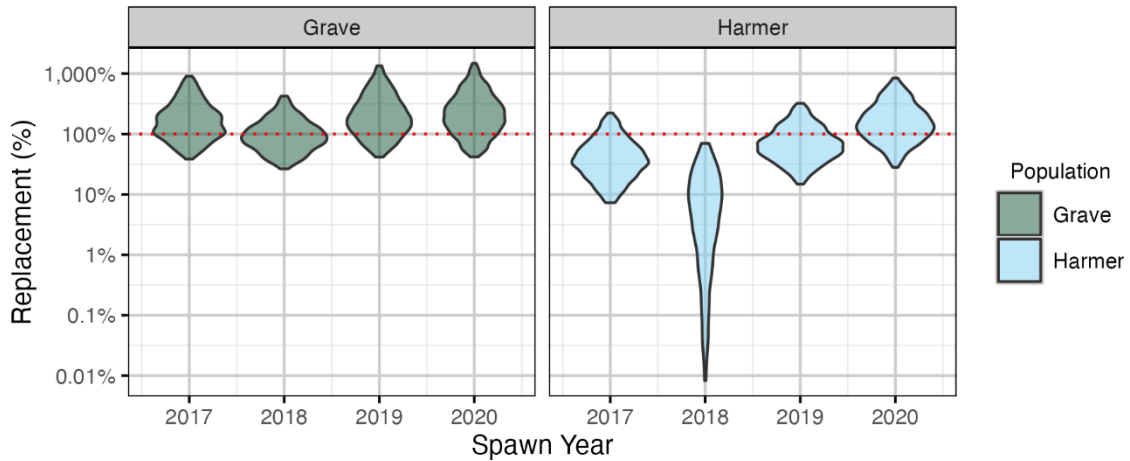 Grave
Harmer
Replacement (%)
1,000%
100%
10%
1%
0.1%
0.01%
2017 2018 2019 2020
2017 2018 2019 2020
Spawn Year
Population
Grave
Harmer